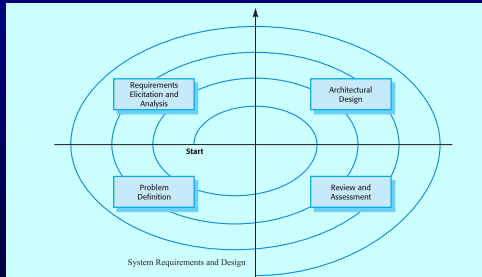 Requirements
Elicitation and
Analysis
Architectural
Design
Start
Problem
Definition
Review and
Assessment
System Requirements and Design